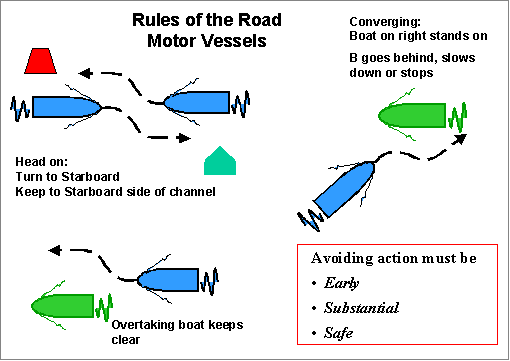 Rules of the Road
Motor Vessels
Converging:
Boat on right stands on
B goes behind, slows
down or stops
Head on:
Turn to Starboard
Keep to Starboard side of channel
Overtaking boat keeps
clear
Avoiding action must be
• Early
• Substantial
• Safe